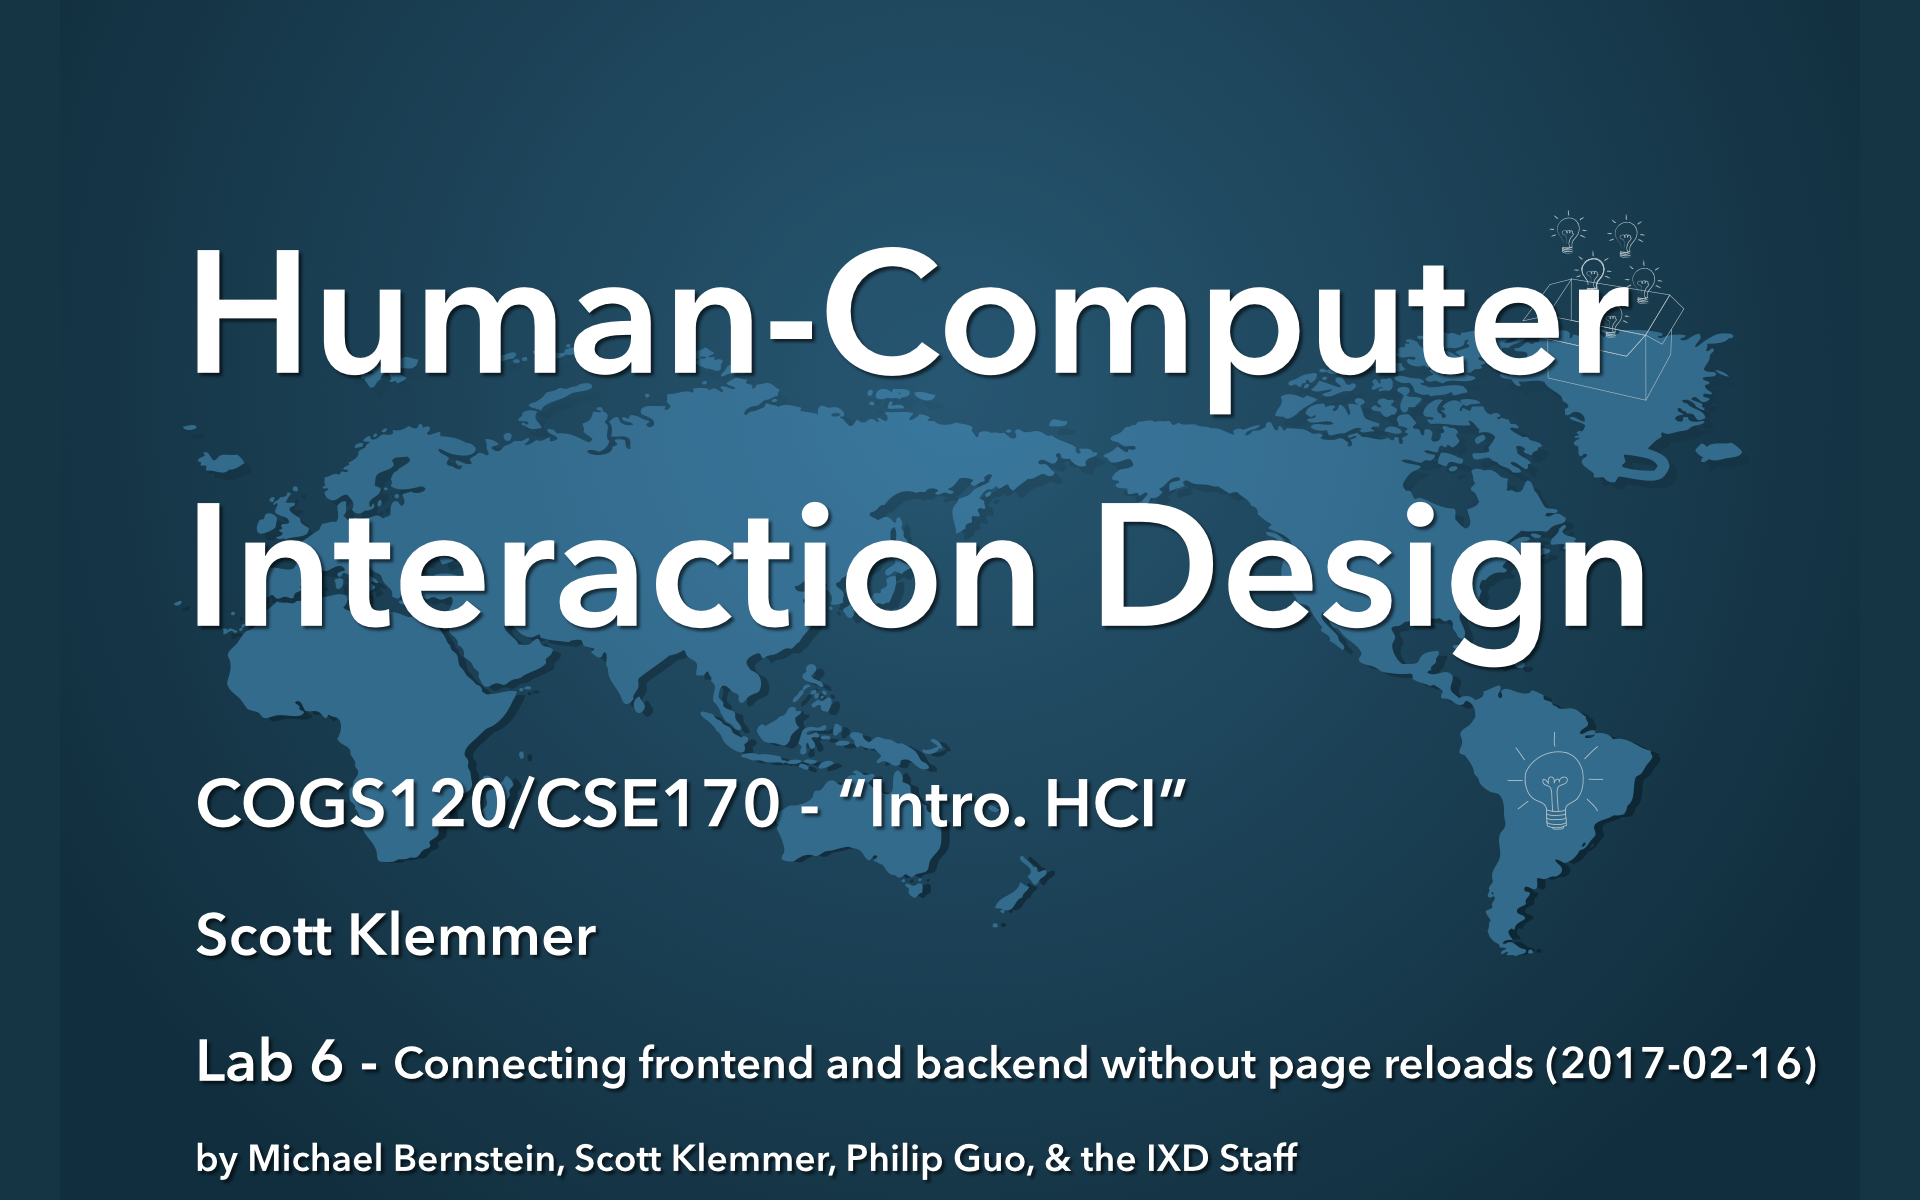 Human-Computer
Interaction Design
COGS120/CSE170 - “Intro. HCI”
Scott Klemmer
Lab 6 - Connecting frontend and backend without page reloads (2017-02-16)
by Michael Bernstein, Scott Klemmer, Philip Guo, & the IXD Staff